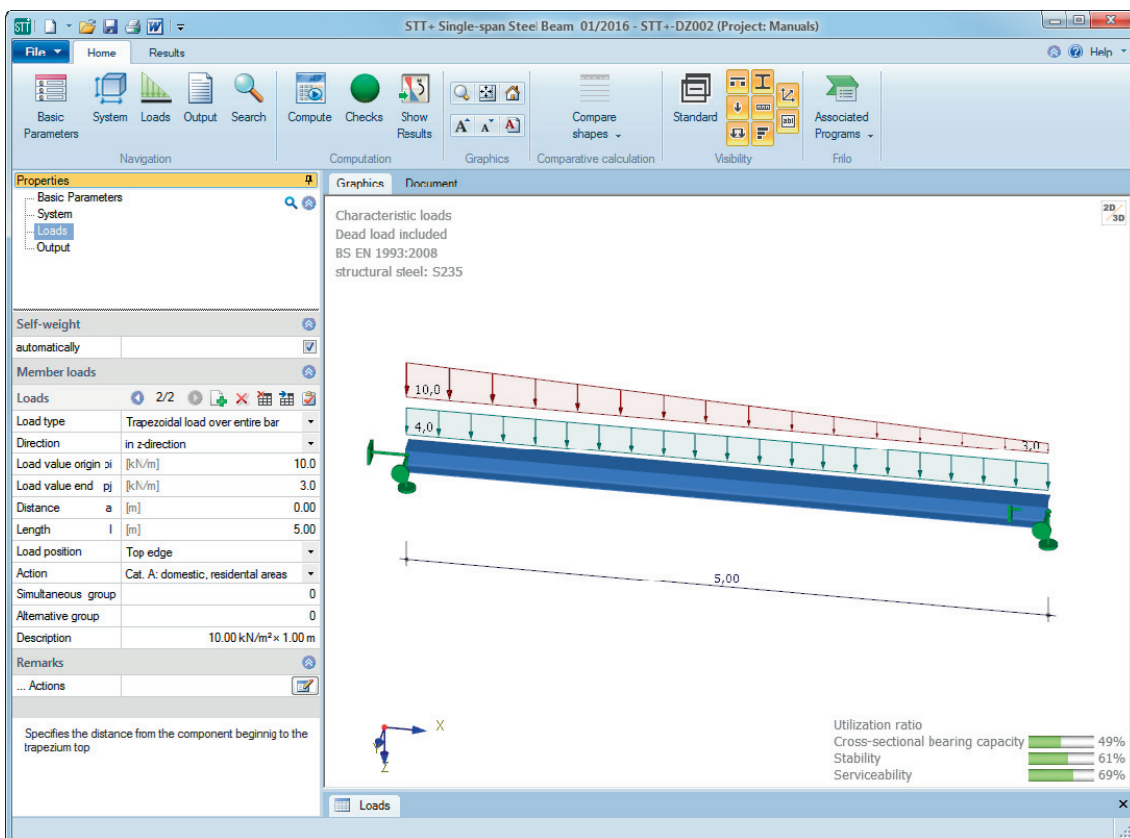 STT+ Single-span Steel Beam 01/2016 - STT+-DZ002 (Project: Manuals)
File Home Results Help
Basic Parameters System Loads Output Search Compute Checks Show Results Compare shapes Standard Associated Programs
Navigation Computation Graphics Comparative calculation Visibility Frilo
Properties
Basic Parameters
System
Loads
Output
Self-weight
automatically
Member loads
Loads 2/2
Load type Trapezoidal load over entire bar
Direction in z-direction
Load value origin pi [kN/m] 10.0
Load value end pj [kN/m] 3.0
Distance a [m] 0.00
Length l [m] 5.00
Load position Top edge
Action Cat. A: domestic, residental areas
Simultaneous group 0
Alternative group 0
Description 10.00 kN/m² × 1.00 m
Remarks
... Actions
Specifies the distance from the component beginnig to the
trapezium top
Graphics Document
Characteristic loads
Dead load included
BS EN 1993:2008
structural steel: S235
2D/3D
10,0
3,0
4,0
5,00
X
Y
Z
Utilization ratio
Cross-sectional bearing capacity 49%
Stability 61%
Serviceability 69%
Loads